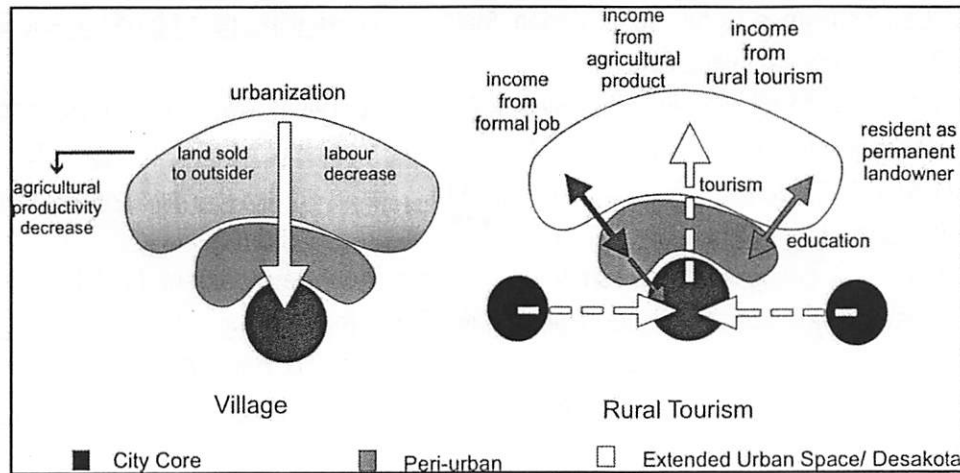 urbanization
land sold
to outsider
labour
decrease
agricultural
productivity
decrease
Village
income
from
formal job
income
from
agricultural
product
income
from
rural tourism
resident as
permanent
landowner
tourism
education
Rural Tourism
City Core
Peri-urban
Extended Urban Space/ Desakota